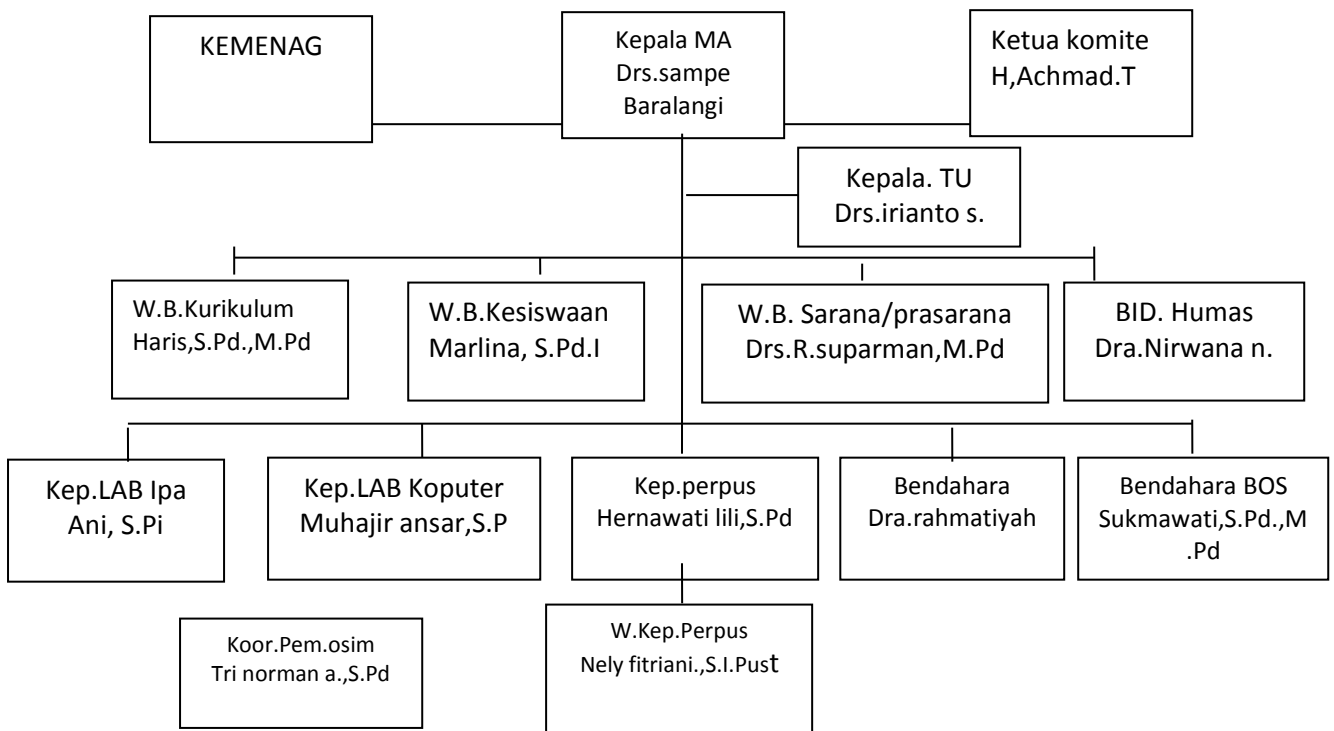 KEMENAG
Kepala MA
Drs.sampe
Baralangi
Ketua komite
H,Achmad.T
Kepala. TU
Drs.irianto s.
W.B.Kurikulum
Haris,S.Pd.,M.Pd
W.B.Kesiswaan
Marlina, S.Pd.I
W.B. Sarana/prasarana
Drs.R.suparman,M.Pd
BID. Humas
Dra.Nirwana n.
Kep.LAB Ipa
Ani, S.Pi
Kep.LAB Koputer
Muhajir ansar,S.P
Kep.perpus
Hernawati lili,S.Pd
Bendahara
Dra.rahmatiyah
Bendahara BOS
Sukmawati,S.Pd.,M
.Pd
Koor.Pem.osim
Tri norman a.,S.Pd
W.Kep.Perpus
Nely fitriani.,S.I.Pust